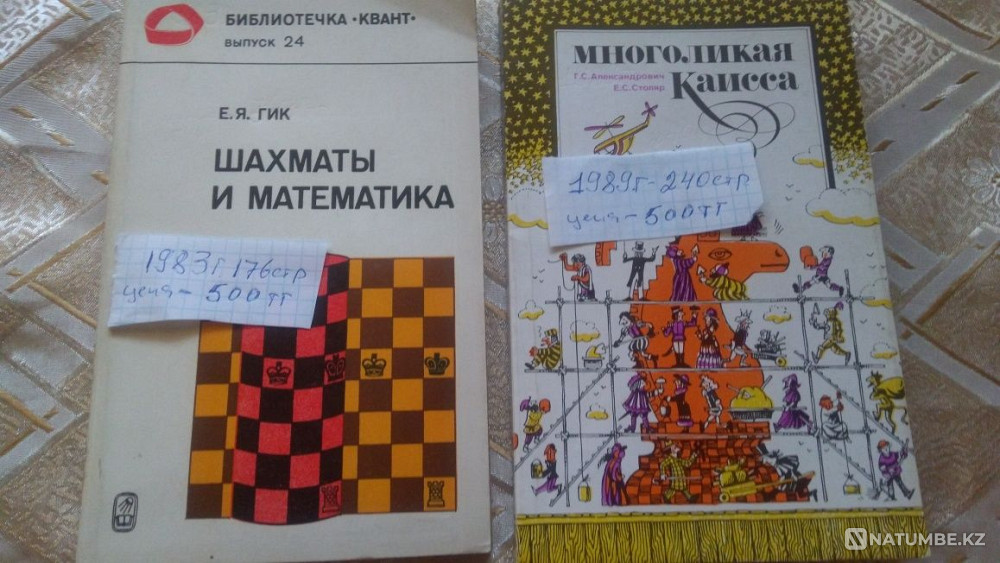 БИБЛИОТЕЧКА •КВАНТ•
ВЫПУСК 24
Е.Я. ГИК
ШАХМАТЫ
И МАТЕМАТИКА
1983г 176стр
цена - 500тг
МНОГОЛИКАЯ
Г.С.Александрович
Е.С.Столяр
Каисса
1989г - 240стр
цена - 500тг
NATUMBE.KZ